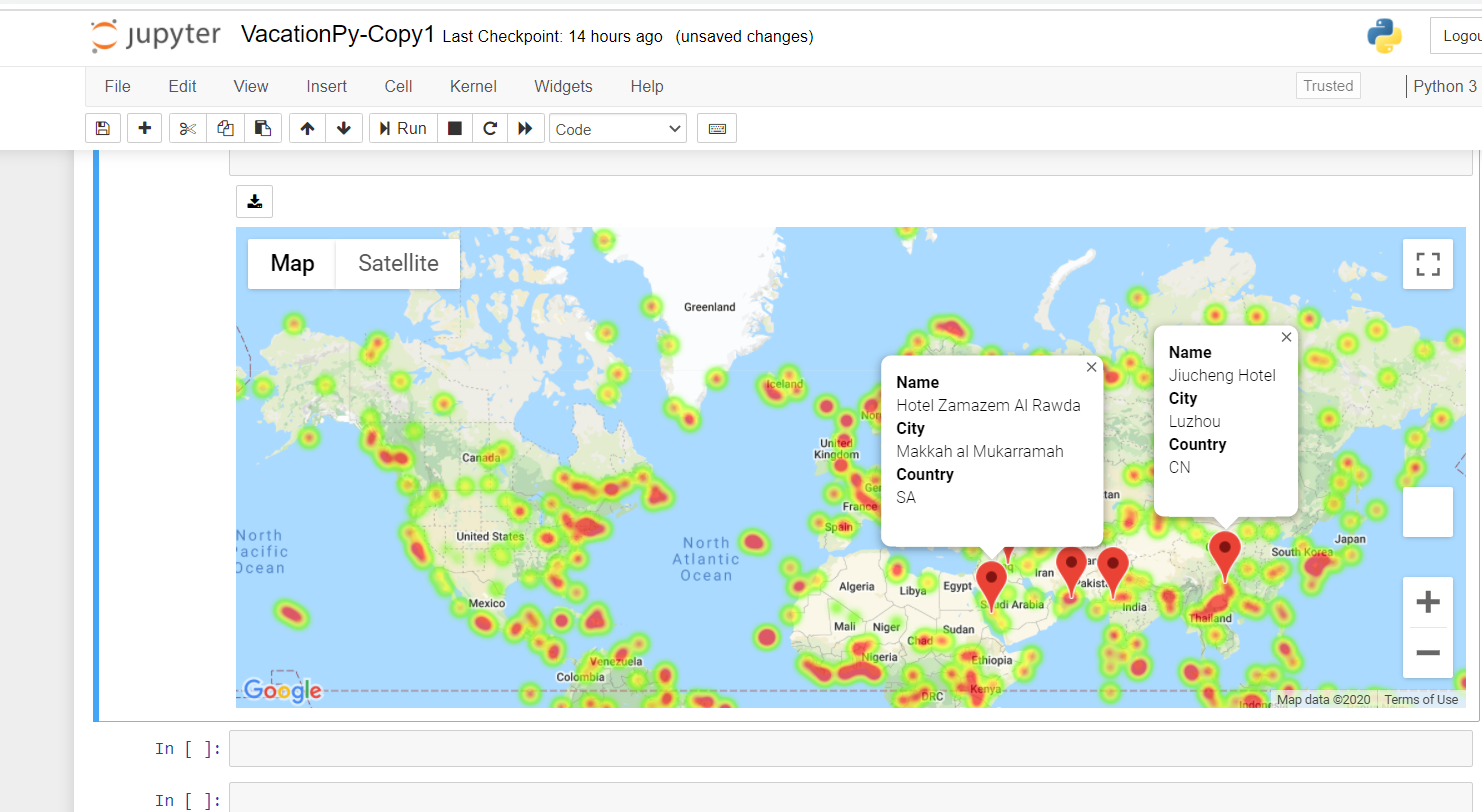 jupyter VacationPy-Copy1 Last Checkpoint: 14 hours ago (unsaved changes)
File Edit View Insert Cell Kernel Widgets Help
Trusted
Python 3
Run
Code
Map Satellite
Greenland
Iceland
Name
Jiucheng Hotel
City
Luzhou
Country
CN
Name
Hotel Zamazem Al Rawda
City
Makkah al Mukarramah
Country
SA
United
Kingdom
Canada
France
Spain
United States
North
Atlantic
Ocean
North
Pacific
Ocean
Japan
South Korea
Algeria
Libya
Egypt
Iran
Saudi Arabia
India
Thailand
Mexico
Mali
Niger
Chad
Sudan
Nigeria
Ethiopia
Venezuela
Colombia
DRC
Kenya
Google
Map data ©2020 Terms of Use
In [ ]:
In [ ]: